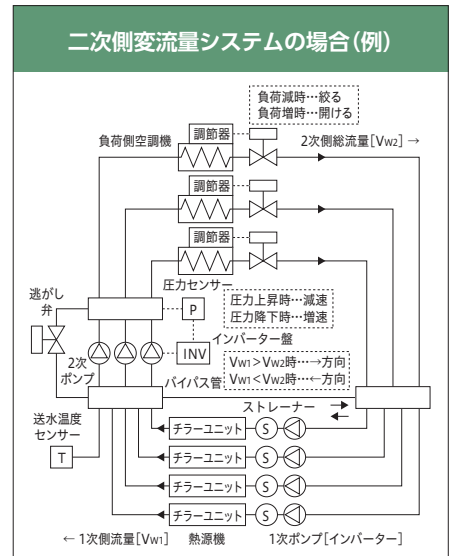 二次側変流量システムの場合(例)
負荷減時…絞る
負荷増時…開ける
負荷側空調機
調節器
2次側総流量[VW2] →
調節器
調節器
圧力センサー
逃がし
弁
P
圧力上昇時…減速
圧力降下時…増速
INV
インバーター盤
2次
ポンプ
VW1>VW2時…→方向
VW1<VW2時…←方向
バイパス管
ストレーナー
送水温度
センサー
T
チラーユニット
S
チラーユニット
S
チラーユニット
S
チラーユニット
S
← 1次側流量[VW1]
熱源機
1次ポンプ[インバーター]